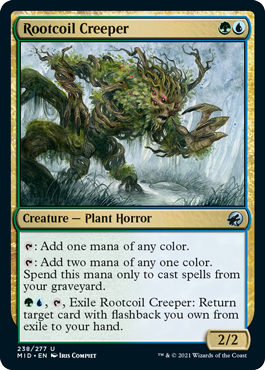 Rootcoil Creeper
Creature — Plant Horror
: Add one mana of any color.
: Add two mana of any one color.
Spend this mana only to cast spells from
your graveyard.
, , Exile Rootcoil Creeper: Return
target card with flashback you own from
exile to your hand.
2/2
238/277 U
MID • EN Iris Compiet
™ & © 2021 Wizards of the Coast